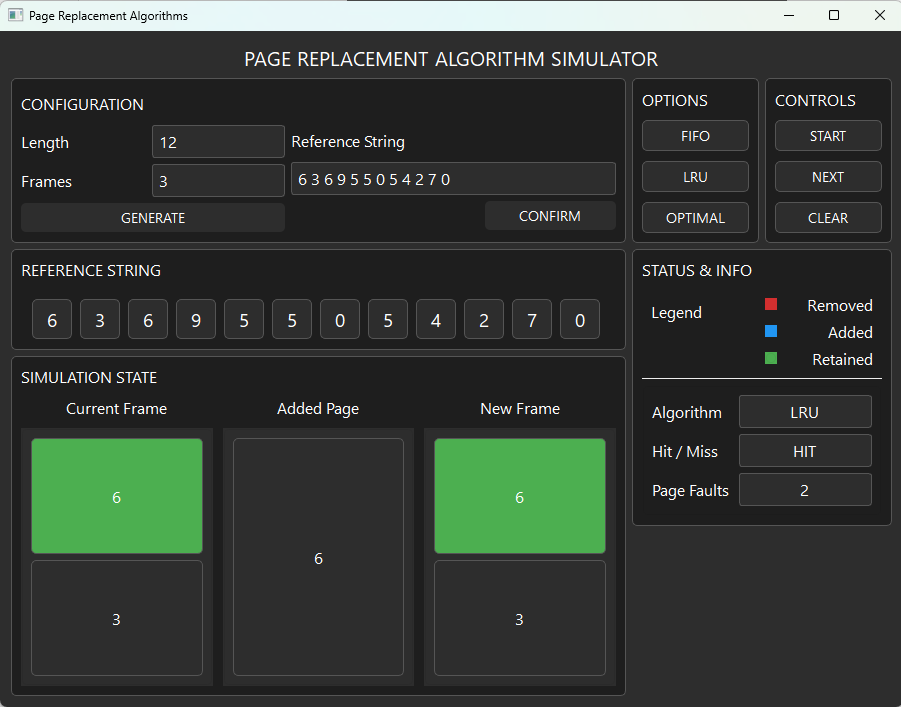 Page Replacement Algorithms
PAGE REPLACEMENT ALGORITHM SIMULATOR
CONFIGURATION
Length
12
Reference String
Frames
3
6 3 6 9 5 5 0 5 4 2 7 0
GENERATE
CONFIRM
OPTIONS
FIFO
LRU
OPTIMAL
CONTROLS
START
NEXT
CLEAR
REFERENCE STRING
6 3 6 9 5 5 0 5 4 2 7 0
STATUS & INFO
Legend
Removed
Added
Retained
Algorithm
LRU
Hit / Miss
HIT
Page Faults
2
SIMULATION STATE
Current Frame
Added Page
New Frame
6
3
6
6
3